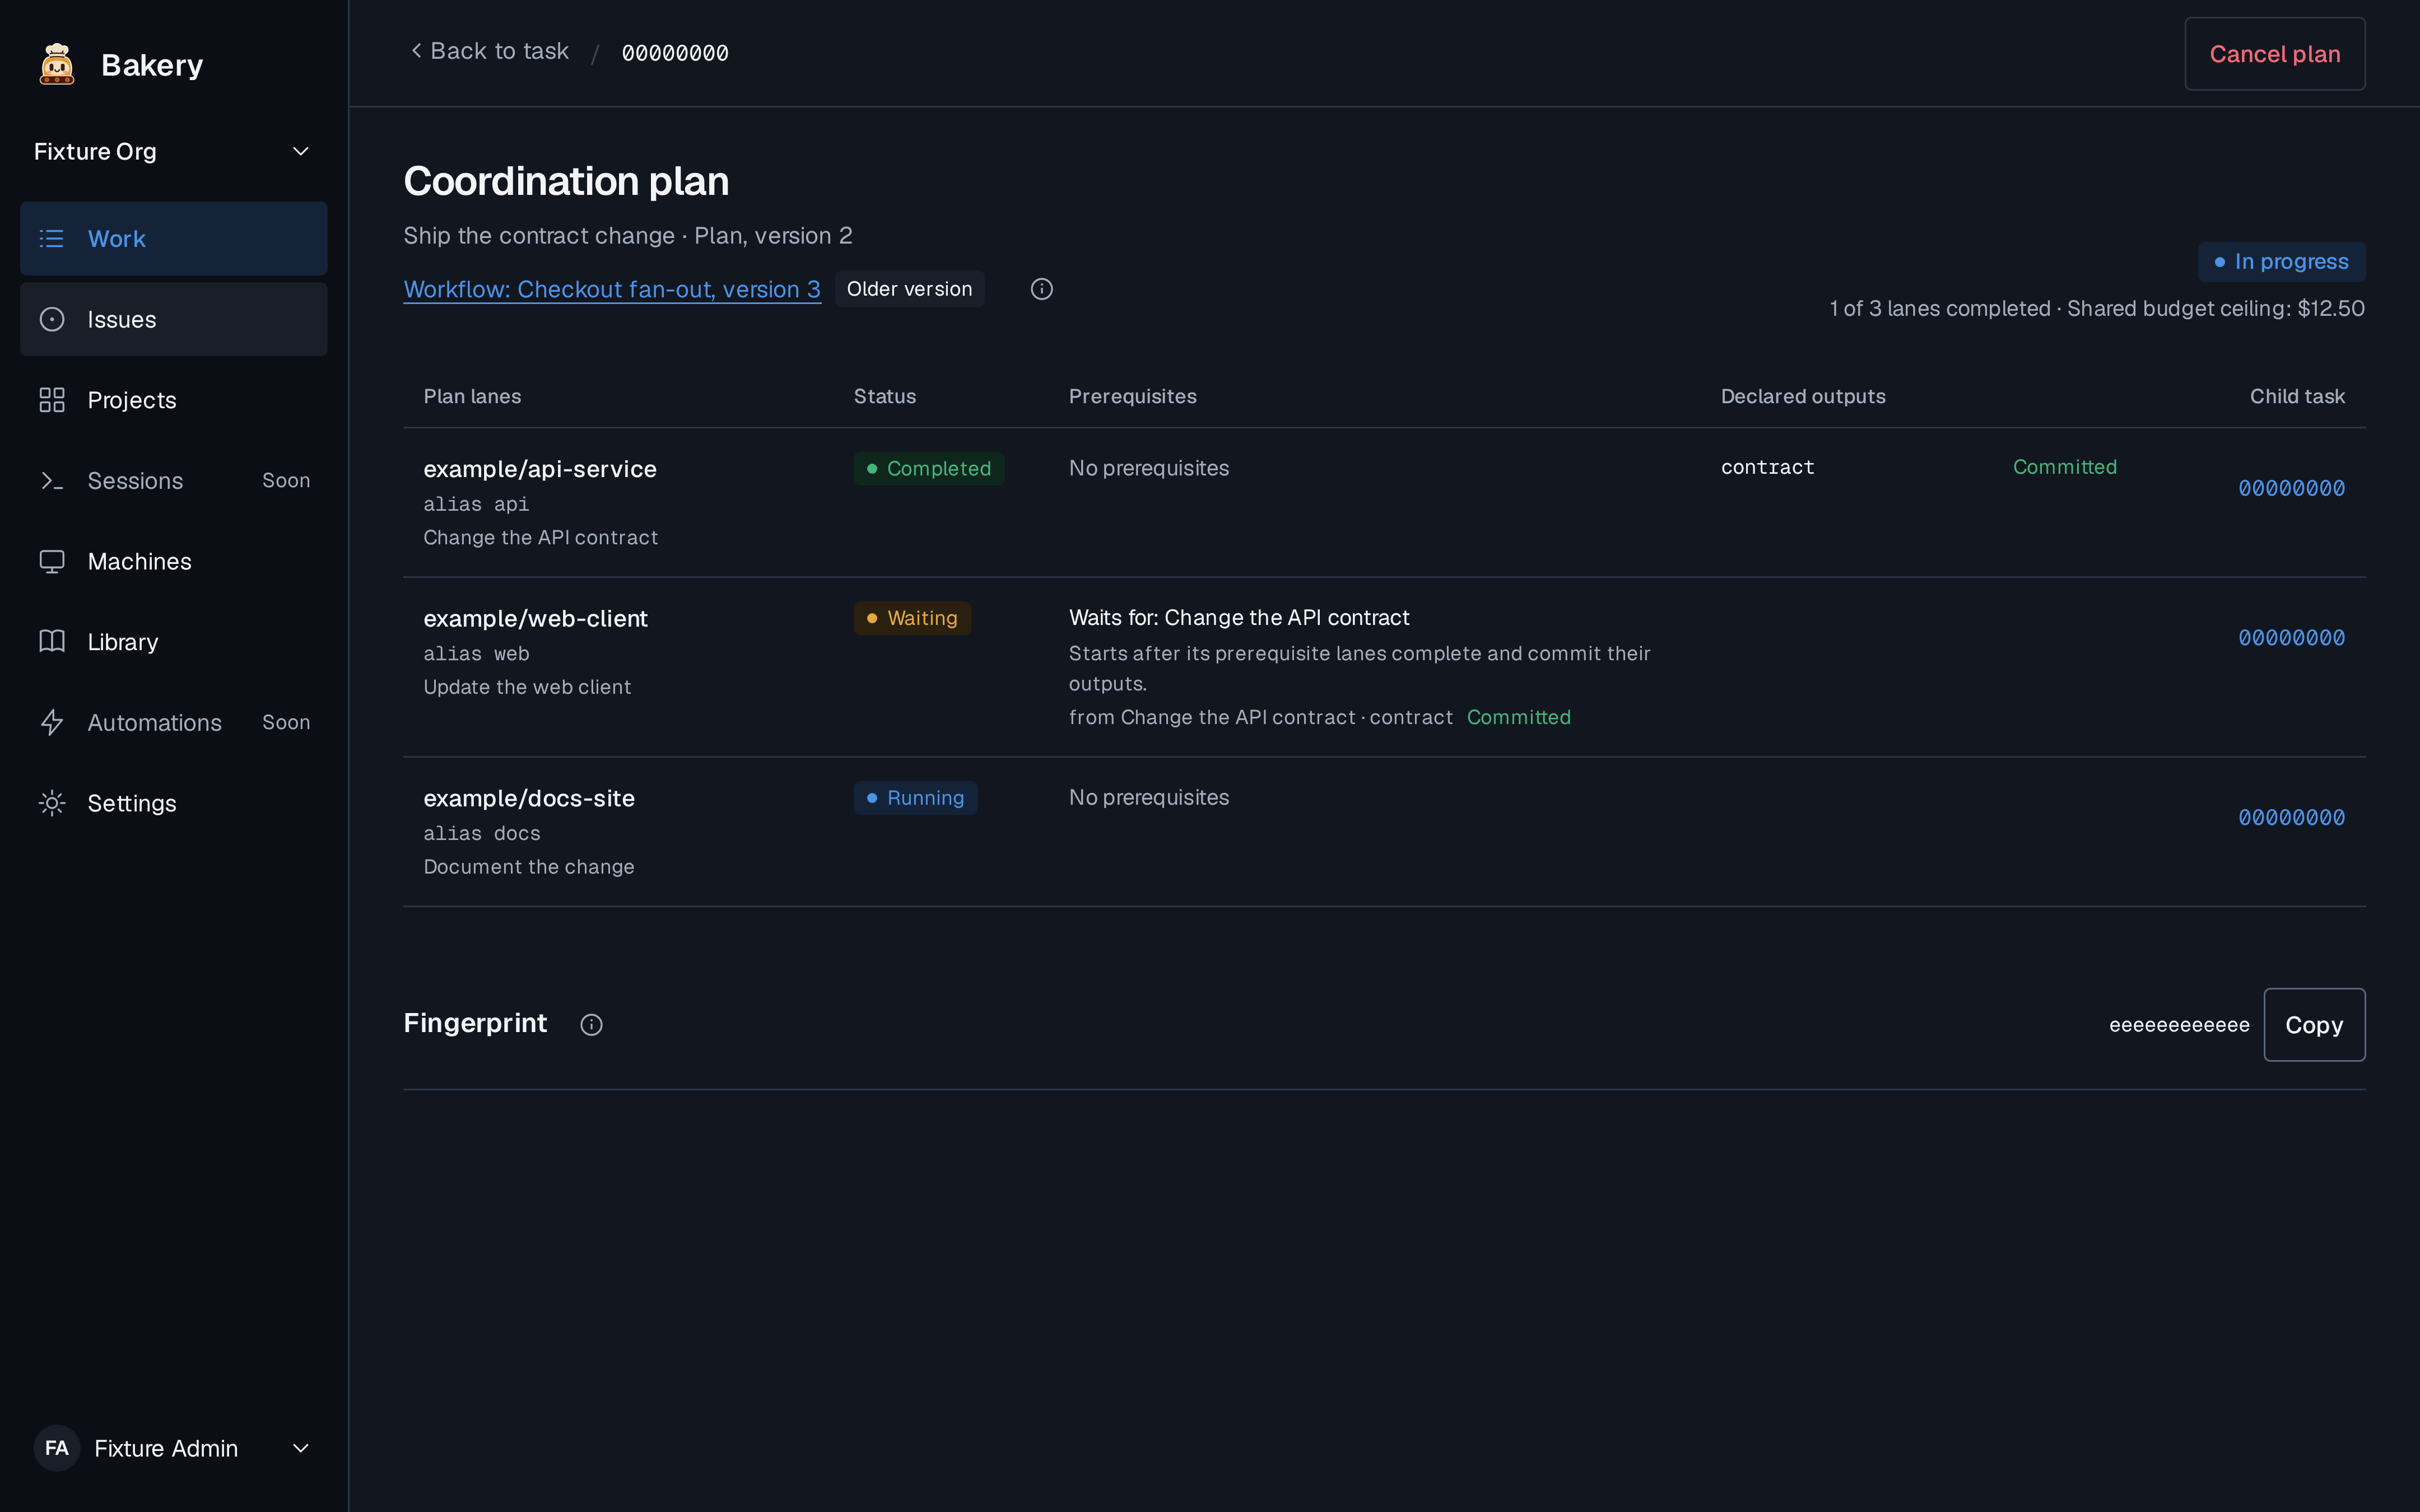 Bakery
Fixture Org
Work
Issues
Projects
Sessions Soon
Machines
Library
Automations Soon
Settings
FA Fixture Admin
Back to task / 00000000
Cancel plan
Coordination plan
Ship the contract change · Plan, version 2
Workflow: Checkout fan-out, version 3 Older version
In progress
1 of 3 lanes completed · Shared budget ceiling: $12.50
Plan lanes Status Prerequisites Declared outputs Child task
example/api-service Completed No prerequisites contract Committed 00000000
alias api
Change the API contract
example/web-client Waiting Waits for: Change the API contract 00000000
alias web Starts after its prerequisite lanes complete and commit their
Update the web client outputs.
from Change the API contract · contract Committed
example/docs-site Running No prerequisites 00000000
alias docs
Document the change
Fingerprint eeeeeeeeeeee Copy